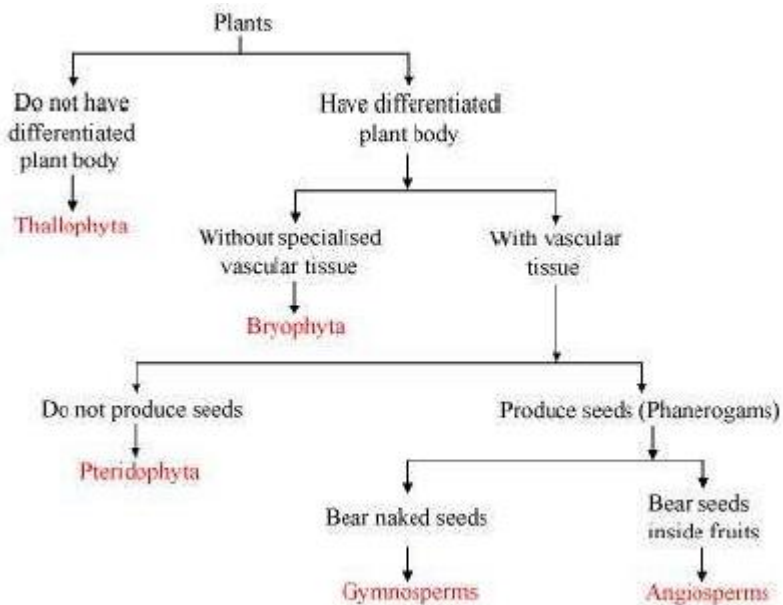 Plants
Do not have
differentiated
plant body
Have differentiated
plant body
Thallophyta
Without specialised
vascular tissue
With vascular
tissue
Bryophyta
Do not produce seeds
Produce seeds (Phanerogams)
Pteridophyta
Bear naked seeds
Bear seeds
inside fruits
Gymnosperms
Angiosperms